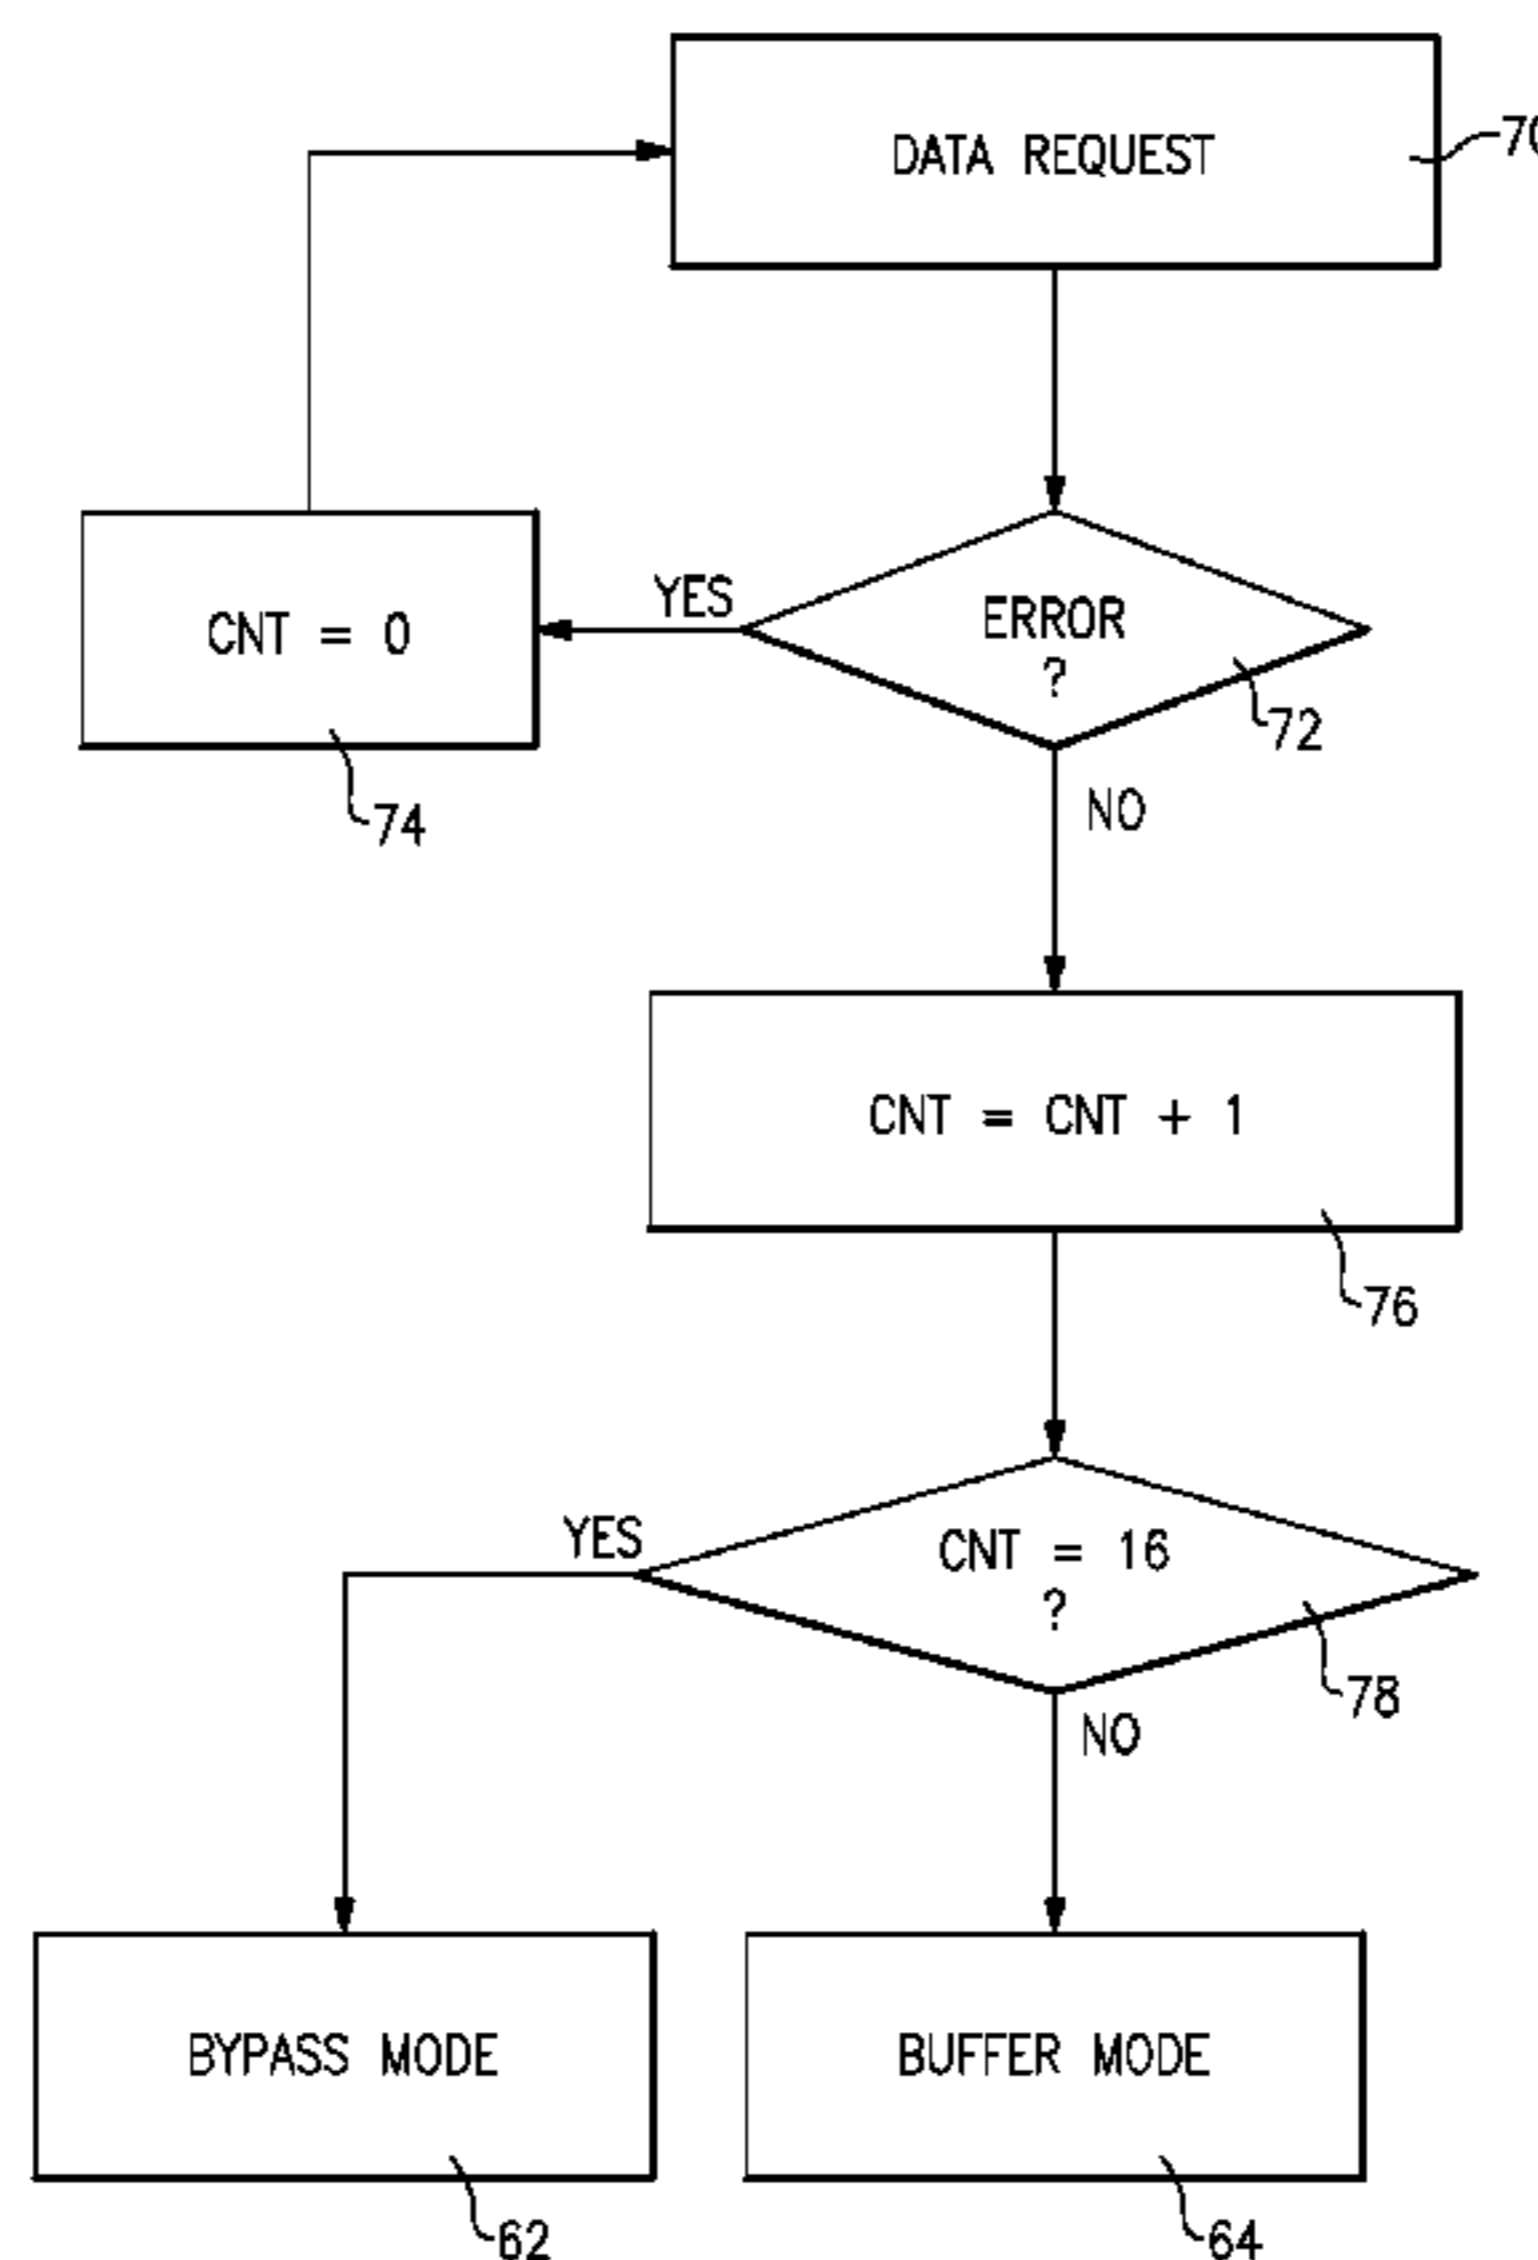 DATA REQUEST
70
YES
ERROR
?
CNT = 0
72
74
NO
CNT = CNT + 1
76
YES
CNT = 16
?
78
NO
BYPASS MODE
BUFFER MODE
62
64